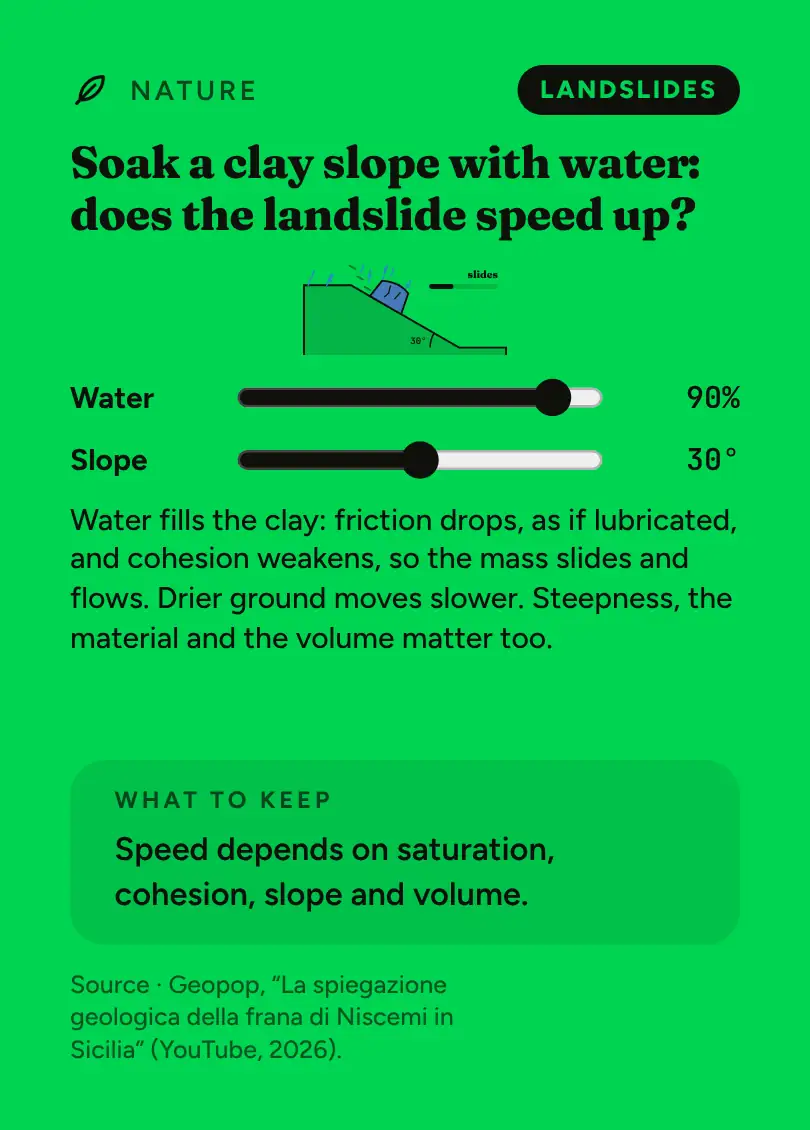 NATURE
LANDSLIDES
Soak a clay slope with water:
does the landslide speed up?
slides
30°
Water
90%
Slope
30°
Water fills the clay: friction drops, as if lubricated,
and cohesion weakens, so the mass slides and
flows. Drier ground moves slower. Steepness, the
material and the volume matter too.
WHAT TO KEEP
Speed depends on saturation,
cohesion, slope and volume.
Source · Geopop, “La spiegazione
geologica della frana di Niscemi in
Sicilia” (YouTube, 2026).